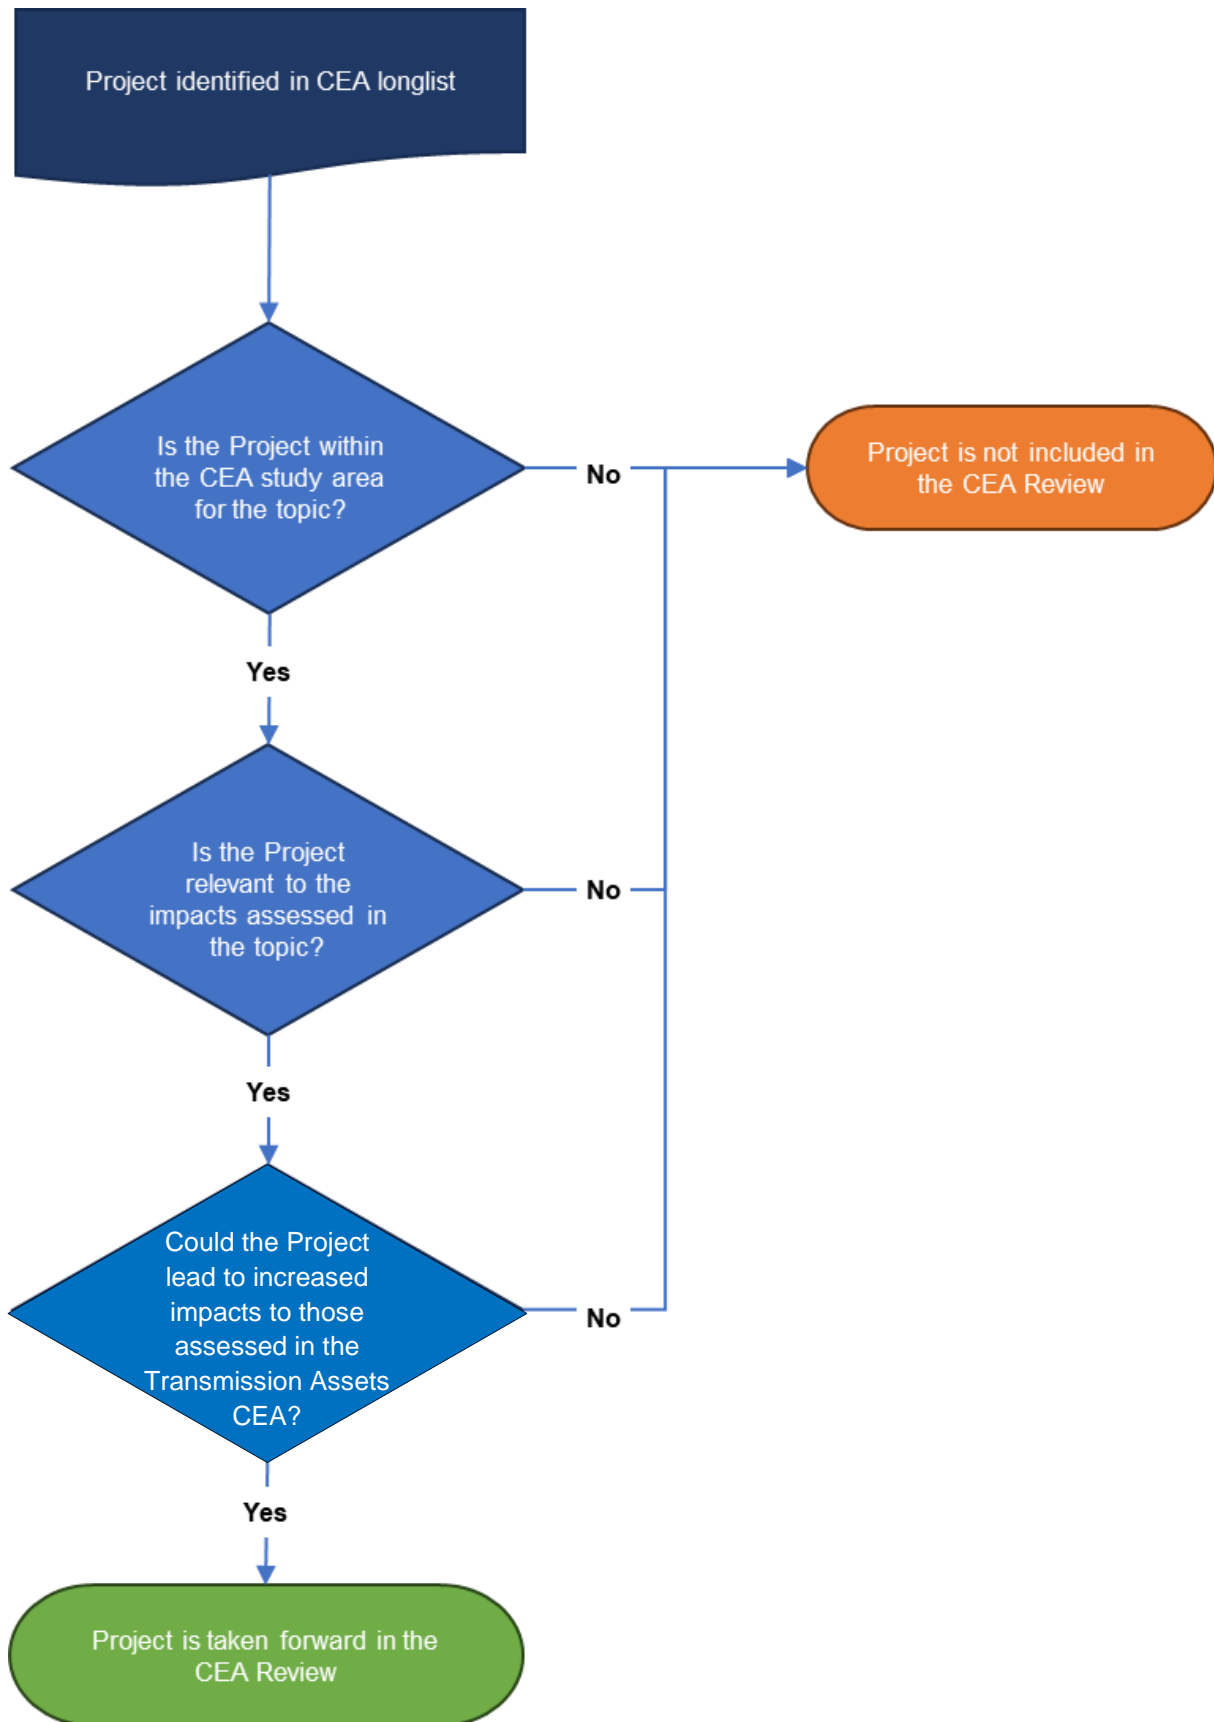 Project identified in CEA longlist
Is the Project within
the CEA study area
for the topic?
No
Project is not included in
the CEA Review
Yes
Is the Project
relevant to the
impacts assessed in
the topic?
No
Yes
Could the Project
lead to increased
impacts to those
assessed in the
Transmission Assets
CEA?
No
Yes
Project is taken forward in the
CEA Review